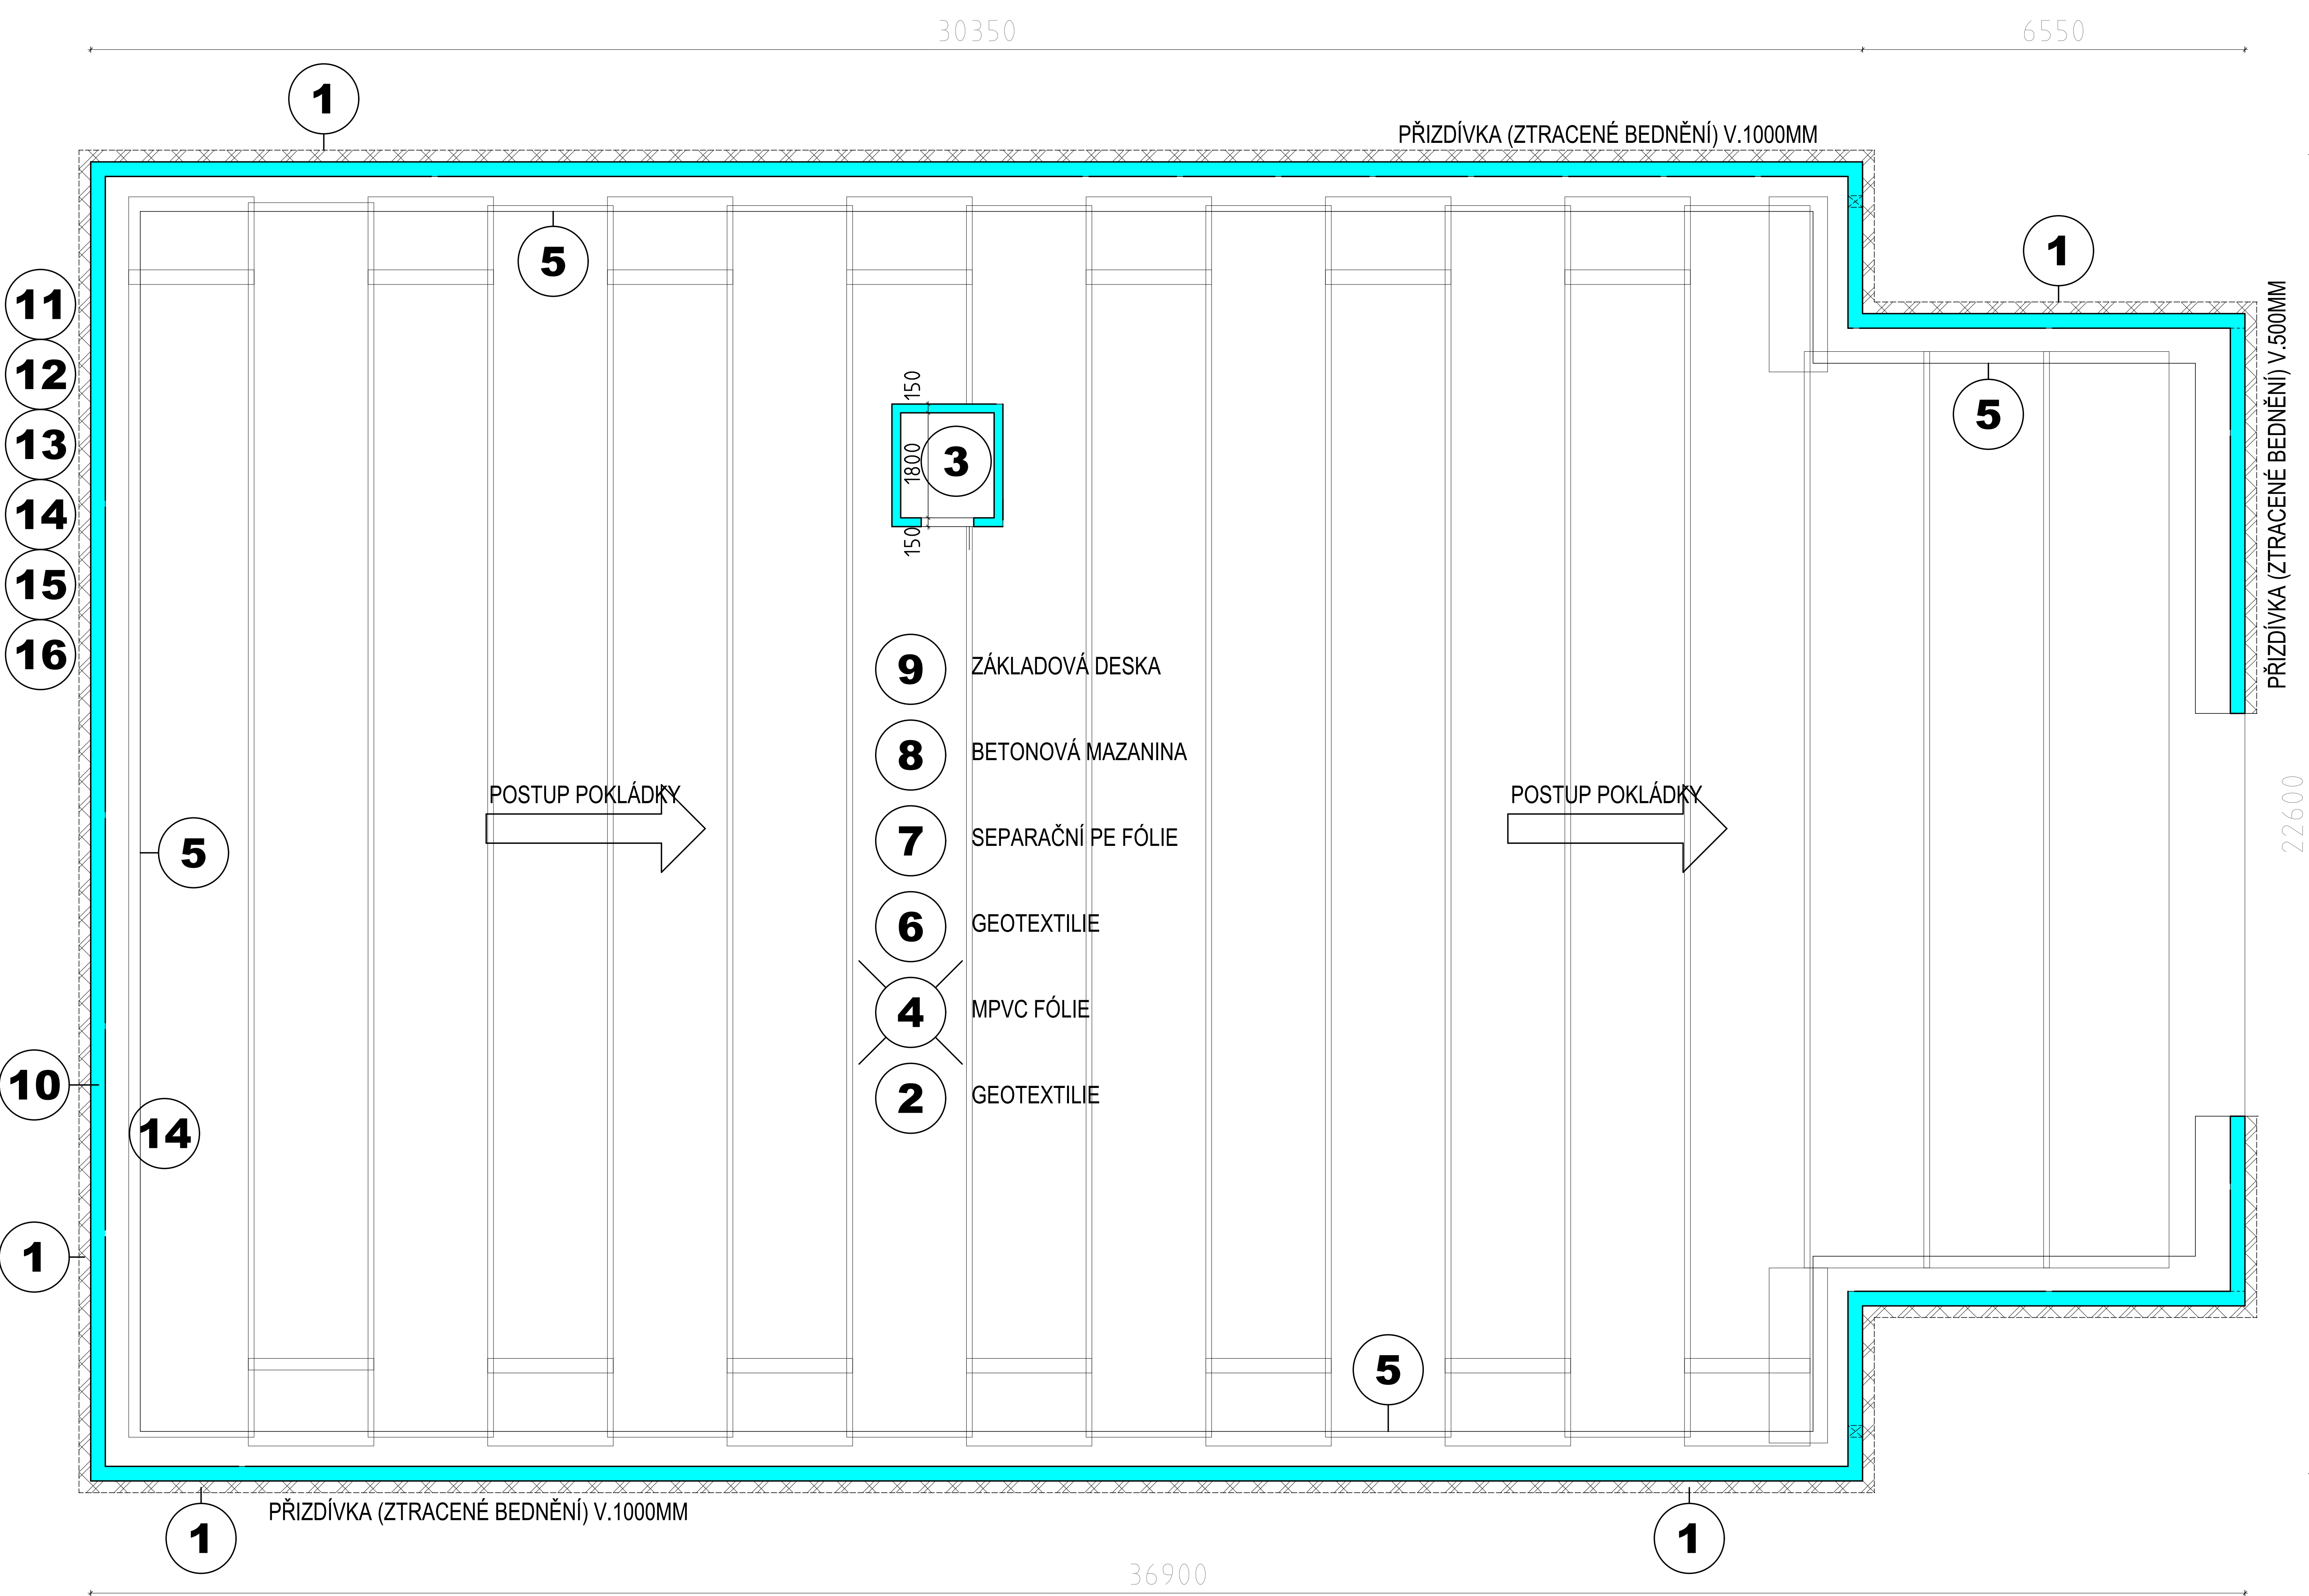 30350
6550
1
PŘIZDÍVKA (ZTRACENÉ BEDNĚNÍ) V.1000MM
1
5
11
12
13
14
15
16
150
1800
3
150
5
PŘIZDÍVKA (ZTRACENÉ BEDNĚNÍ) V.500MM
9 ZÁKLADOVÁ DESKA
8 BETONOVÁ MAZANINA
POSTUP POKLÁDKY
POSTUP POKLÁDKY
22600
5
7 SEPARAČNÍ PE FÓLIE
6 GEOTEXTILIE
4 MPVC FÓLIE
2 GEOTEXTILIE
10
14
1
5
PŘIZDÍVKA (ZTRACENÉ BEDNĚNÍ) V.1000MM
1
1
36900